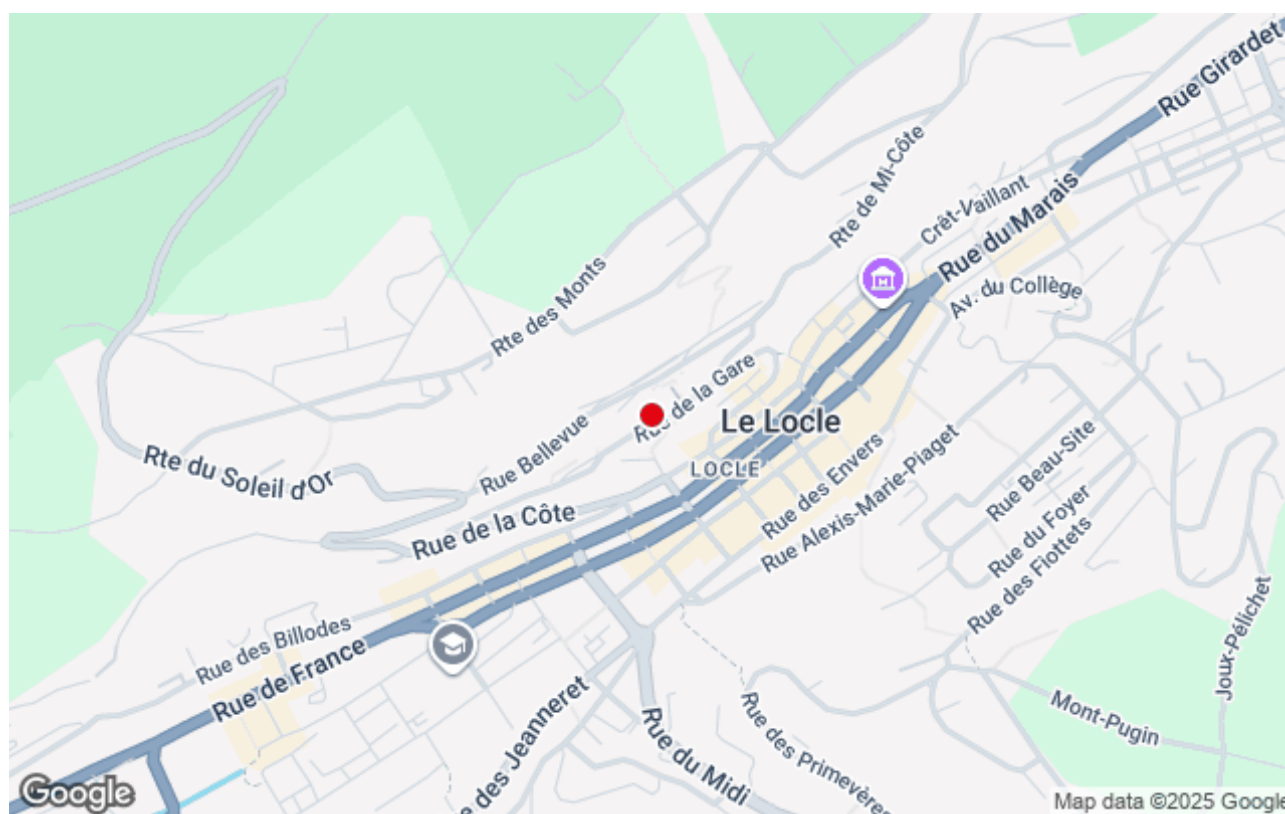 Rue Girardet
Rte de Mi-Côte
Crêt-Vaillant
Rue du Marais
Av. du Collège
Rte des Monts
Rue de la Gare
Le Locle
LOCLE
Rue Bellevue
Rte du Soleil d'Or
Rue de la Côte
Rue des Envers
Rue Alexis-Marie-Piaget
Rue Beau-Site
Rue du Foyer
Rue des Fiottets
Joux-Pélichet
Rue des Billodes
Rue de France
e des Jeanneret
Rue du Midi
Rue des Primevères
Mont-Pugin
Google
Map data ©2025 Google